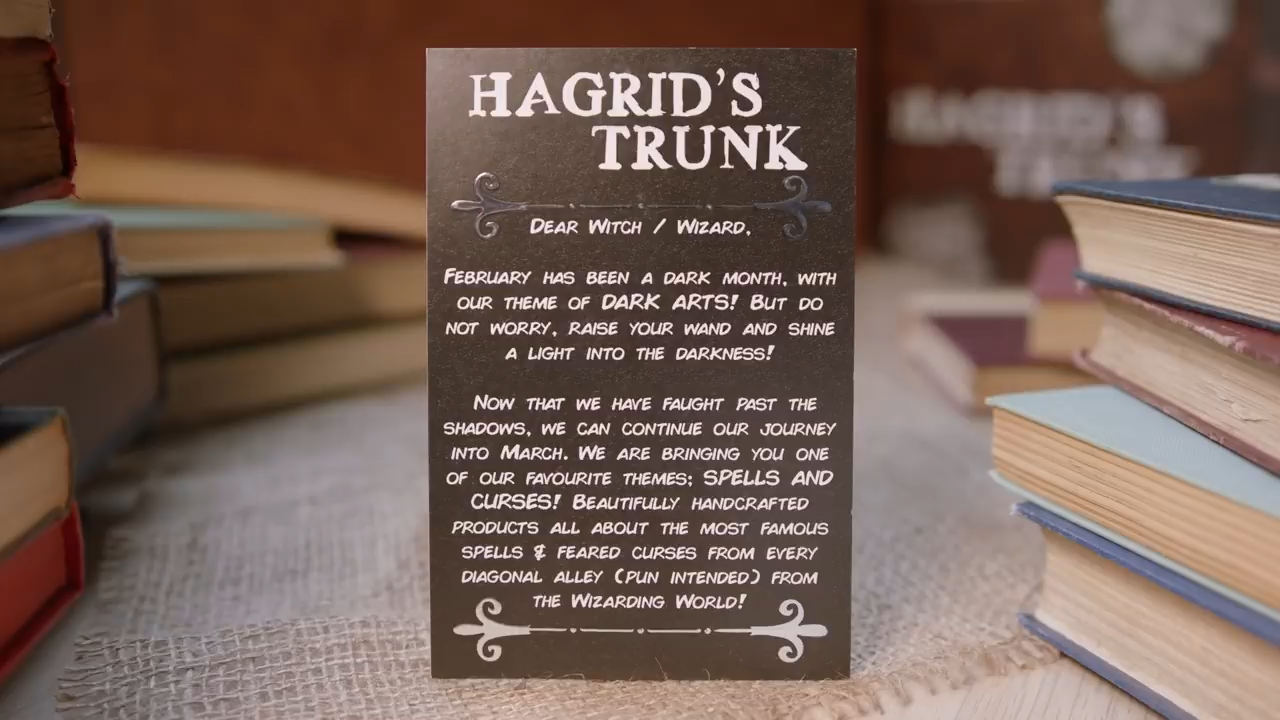 HAGRID'S
TRUNK
DEAR WITCH / WIZARD,
FEBRUARY HAS BEEN A DARK MONTH, WITH
OUR THEME OF DARK ARTS! BUT DO
NOT WORRY, RAISE YOUR WAND AND SHINE
A LIGHT INTO THE DARKNESS!
NOW THAT WE HAVE FAUGHT PAST THE
SHADOWS, WE CAN CONTINUE OUR JOURNEY
INTO MARCH. WE ARE BRINGING YOU ONE
OF OUR FAVOURITE THEMES; SPELLS AND
CURSES! BEAUTIFULLY HANDCRAFTED
PRODUCTS ALL ABOUT THE MOST FAMOUS
SPELLS & FEARED CURSES FROM EVERY
DIAGONAL ALLEY (PUN INTENDED) FROM
THE WIZARDING WORLD!
HAGRID'S
TRUNK